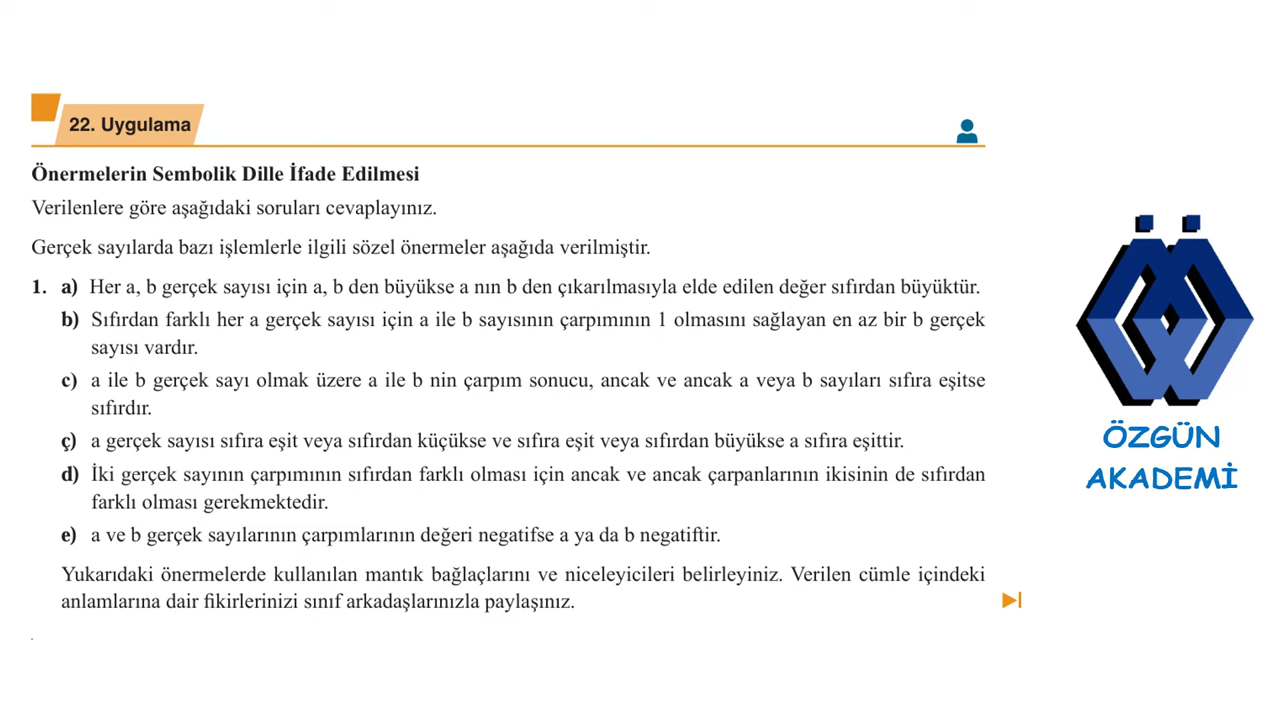 22. Uygulama
Önermelerin Sembolik Dille İfade Edilmesi
Verilenlere göre aşağıdaki soruları cevaplayınız.
Gerçek sayılarda bazı işlemlerle ilgili sözel önermeler aşağıda verilmiştir.
1. a) Her a, b gerçek sayısı için a, b den büyükse a nın b den çıkarılmasıyla elde edilen değer sıfırdan büyüktür.
b) Sıfırdan farklı her a gerçek sayısı için a ile b sayısının çarpımının 1 olmasını sağlayan en az bir b gerçek
sayısı vardır.
c) a ile b gerçek sayı olmak üzere a ile b nin çarpım sonucu, ancak ve ancak a veya b sayıları sıfıra eşitse
sıfırdır.
ç) a gerçek sayısı sıfıra eşit veya sıfırdan küçükse ve sıfıra eşit veya sıfırdan büyükse a sıfıra eşittir.
d) İki gerçek sayının çarpımının sıfırdan farklı olması için ancak ve ancak çarpanlarının ikisinin de sıfırdan
farklı olması gerekmektedir.
e) a ve b gerçek sayılarının çarpımlarının değeri negatifse a ya da b negatiftir.
Yukarıdaki önermelerde kullanılan mantık bağlaçlarını ve niceleyicileri belirleyiniz. Verilen cümle içindeki
anlamlarına dair fikirlerinizi sınıf arkadaşlarınızla paylaşınız.
ÖZGÜN
AKADEMİ